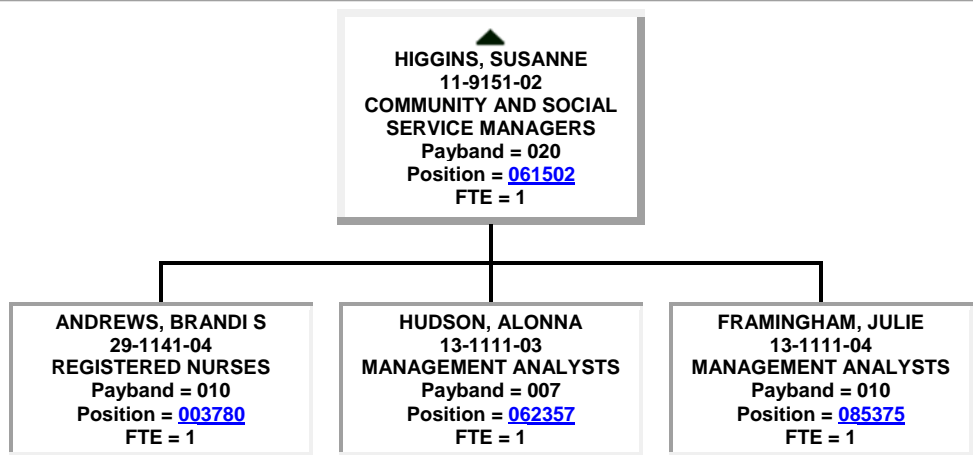 HIGGINS, SUSANNE
11-9151-02
COMMUNITY AND SOCIAL
SERVICE MANAGERS
Payband = 020
Position = 061502
FTE = 1
ANDREWS, BRANDI S
29-1141-04
REGISTERED NURSES
Payband = 010
Position = 003780
FTE = 1
HUDSON, ALONNA
13-1111-03
MANAGEMENT ANALYSTS
Payband = 007
Position = 062357
FTE = 1
FRAMINGHAM, JULIE
13-1111-04
MANAGEMENT ANALYSTS
Payband = 010
Position = 085375
FTE = 1